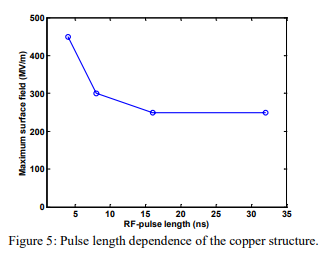 500
400
300
200
100
0
5 10 15 20 25 30 35
Maximum surface field (MV/m)
RF-pulse length (ns)
Figure 5: Pulse length dependence of the copper structure.